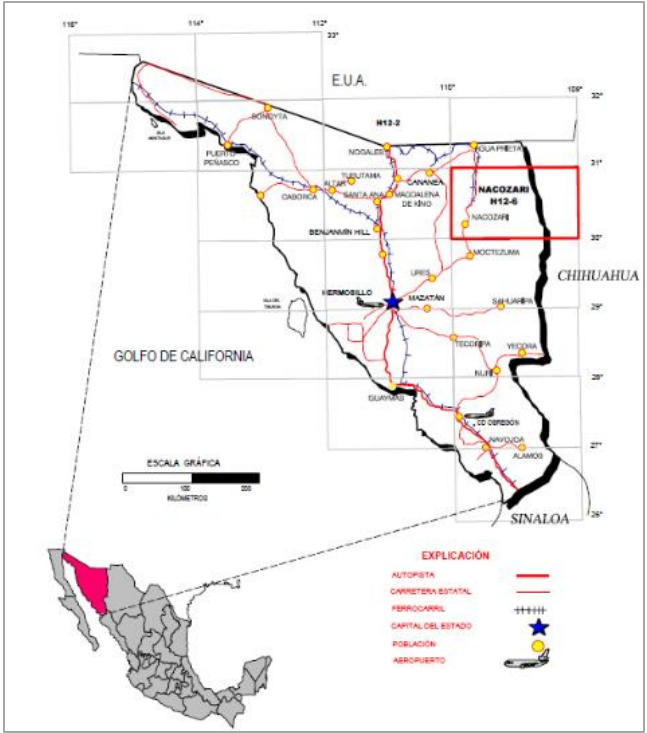 116°
114°
112°
33°
110°
109°
E.U.A.
32°
H12-2
SONOYTA
NOGALES
AGUA PRIETA
PUERTO
PEÑASCO
31°
TUBUTAMA
CANANEA
ALTAR
SANTA ANA
MAGDALENA
DE KINO
CABORCA
NACOZARI
H12-6
NACOZARI
BENJANMÍN HILL
30°
MOCTEZUMA
URES
CHIHUAHUA
HERMOSILLO
MAZATÁN
SAHUARIPA
29°
TECORIPA
YECORA
GOLFO DE CALIFORNIA
NURI
28°
GUAYMAS
CD OBREGON
NAVOJOA
ALAMOS
27°
ESCALA GRÁFICA
0
100
200
KILÓMETROS
SINALOA
26°
EXPLICACIÓN
AUTOPISTA
CARRETERA ESTATAL
FERROCARRIL
CAPITAL DEL ESTADO
POBLACIÓN
AEROPUERTO